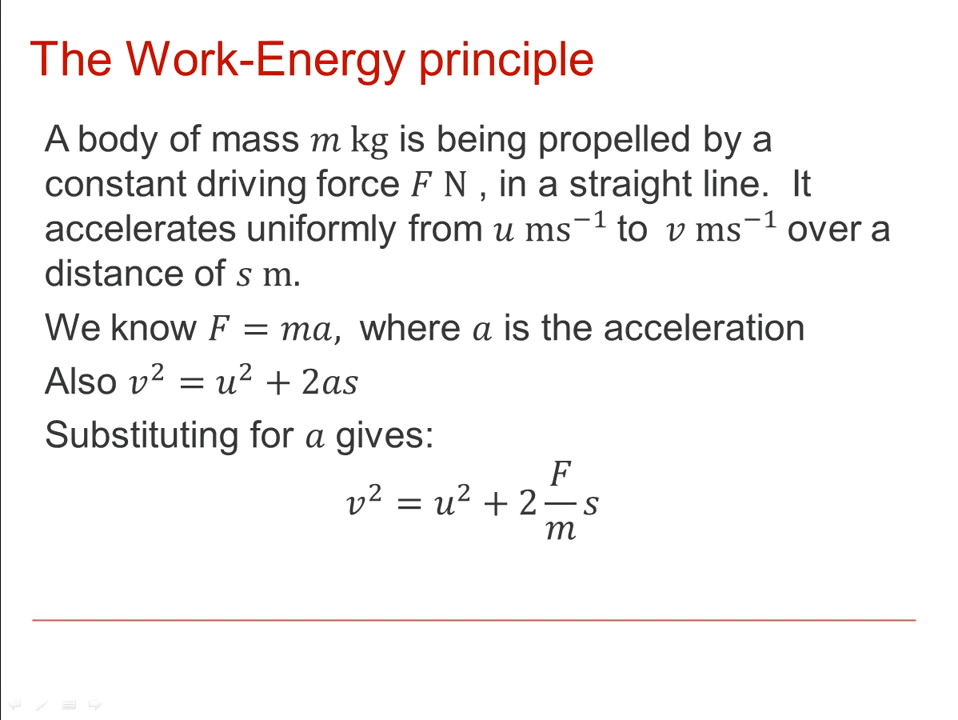 The Work-Energy principle
A body of mass 𝑚 kg is being propelled by a
constant driving force 𝐹 N , in a straight line. It
accelerates uniformly from 𝑢 ms⁻¹ to 𝑣 ms⁻¹ over a
distance of 𝑠 m.
We know 𝐹 = 𝑚𝑎, where 𝑎 is the acceleration
Also 𝑣² = 𝑢² + 2𝑎𝑠
Substituting for 𝑎 gives:
𝑣² = 𝑢² + 2 𝐹/𝑚 𝑠